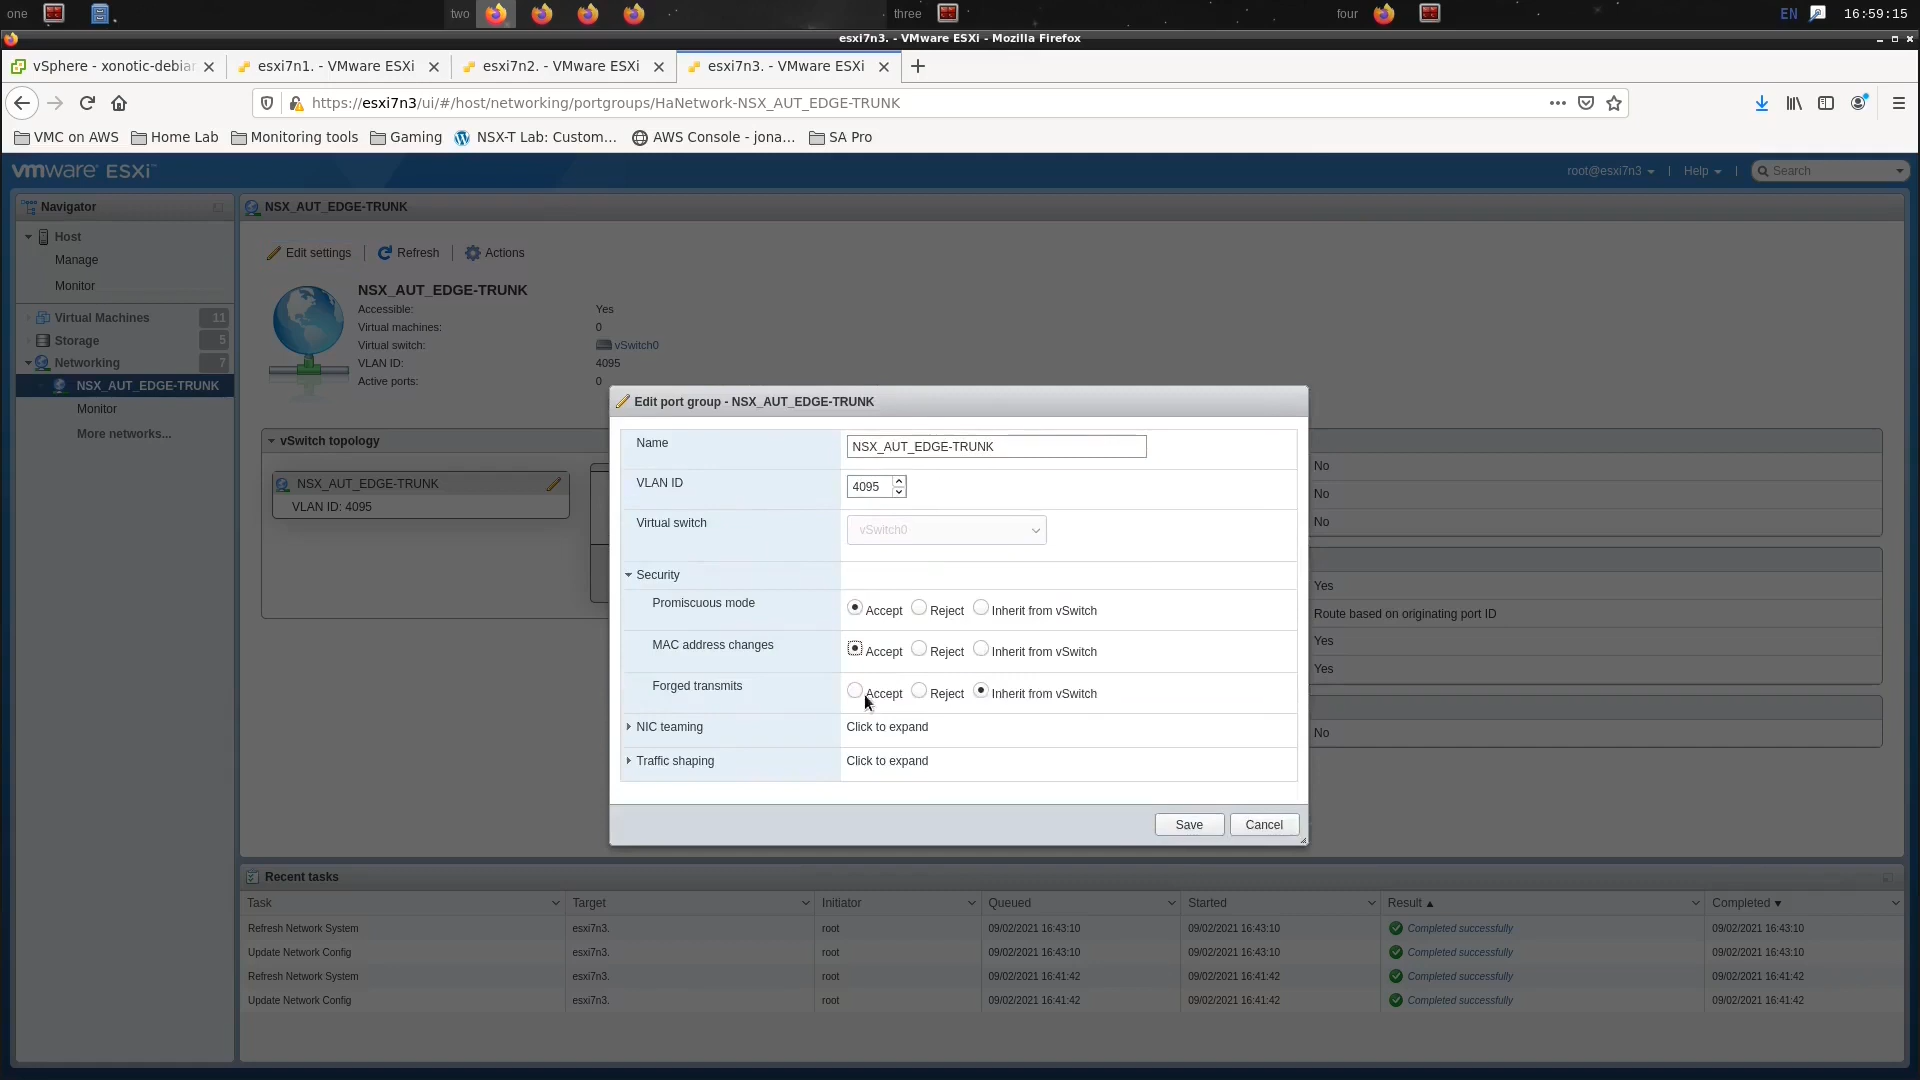 one two three four EN 16:59:15
esxi7n3. - VMware ESXi - Mozilla Firefox
vSphere - xonotic-debian esxi7n1. - VMware ESXi esxi7n2. - VMware ESXi esxi7n3. - VMware ESXi
https://esxi7n3/ui/#/host/networking/portgroups/HaNetwork-NSX_AUT_EDGE-TRUNK
VMC on AWS Home Lab Monitoring tools Gaming NSX-T Lab: Custom... AWS Console - jona... SA Pro
vmware ESXi root@esxi7n3 | Help | Search
Navigator
Host
Manage
Monitor
Virtual Machines 11
Storage 5
Networking 7
NSX_AUT_EDGE-TRUNK
Monitor
More networks...
NSX_AUT_EDGE-TRUNK
Edit settings Refresh Actions
NSX_AUT_EDGE-TRUNK
Accessible: Yes
Virtual machines: 0
Virtual switch: vSwitch0
VLAN ID: 4095
Active ports: 0
vSwitch topology
NSX_AUT_EDGE-TRUNK
VLAN ID: 4095
No
No
No
Yes
Route based on originating port ID
Yes
Yes
No
Edit port group - NSX_AUT_EDGE-TRUNK
Name NSX_AUT_EDGE-TRUNK
VLAN ID 4095
Virtual switch vSwitch0
Security
Promiscuous mode Accept Reject Inherit from vSwitch
MAC address changes Accept Reject Inherit from vSwitch
Forged transmits Accept Reject Inherit from vSwitch
NIC teaming Click to expand
Traffic shaping Click to expand
Save Cancel
Recent tasks
Task Target Initiator Queued Started Result ▲ Completed ▼
Refresh Network System esxi7n3. root 09/02/2021 16:43:10 09/02/2021 16:43:10 Completed successfully 09/02/2021 16:43:10
Update Network Config esxi7n3. root 09/02/2021 16:43:10 09/02/2021 16:43:10 Completed successfully 09/02/2021 16:43:10
Refresh Network System esxi7n3. root 09/02/2021 16:41:42 09/02/2021 16:41:42 Completed successfully 09/02/2021 16:41:42
Update Network Config esxi7n3. root 09/02/2021 16:41:42 09/02/2021 16:41:42 Completed successfully 09/02/2021 16:41:42